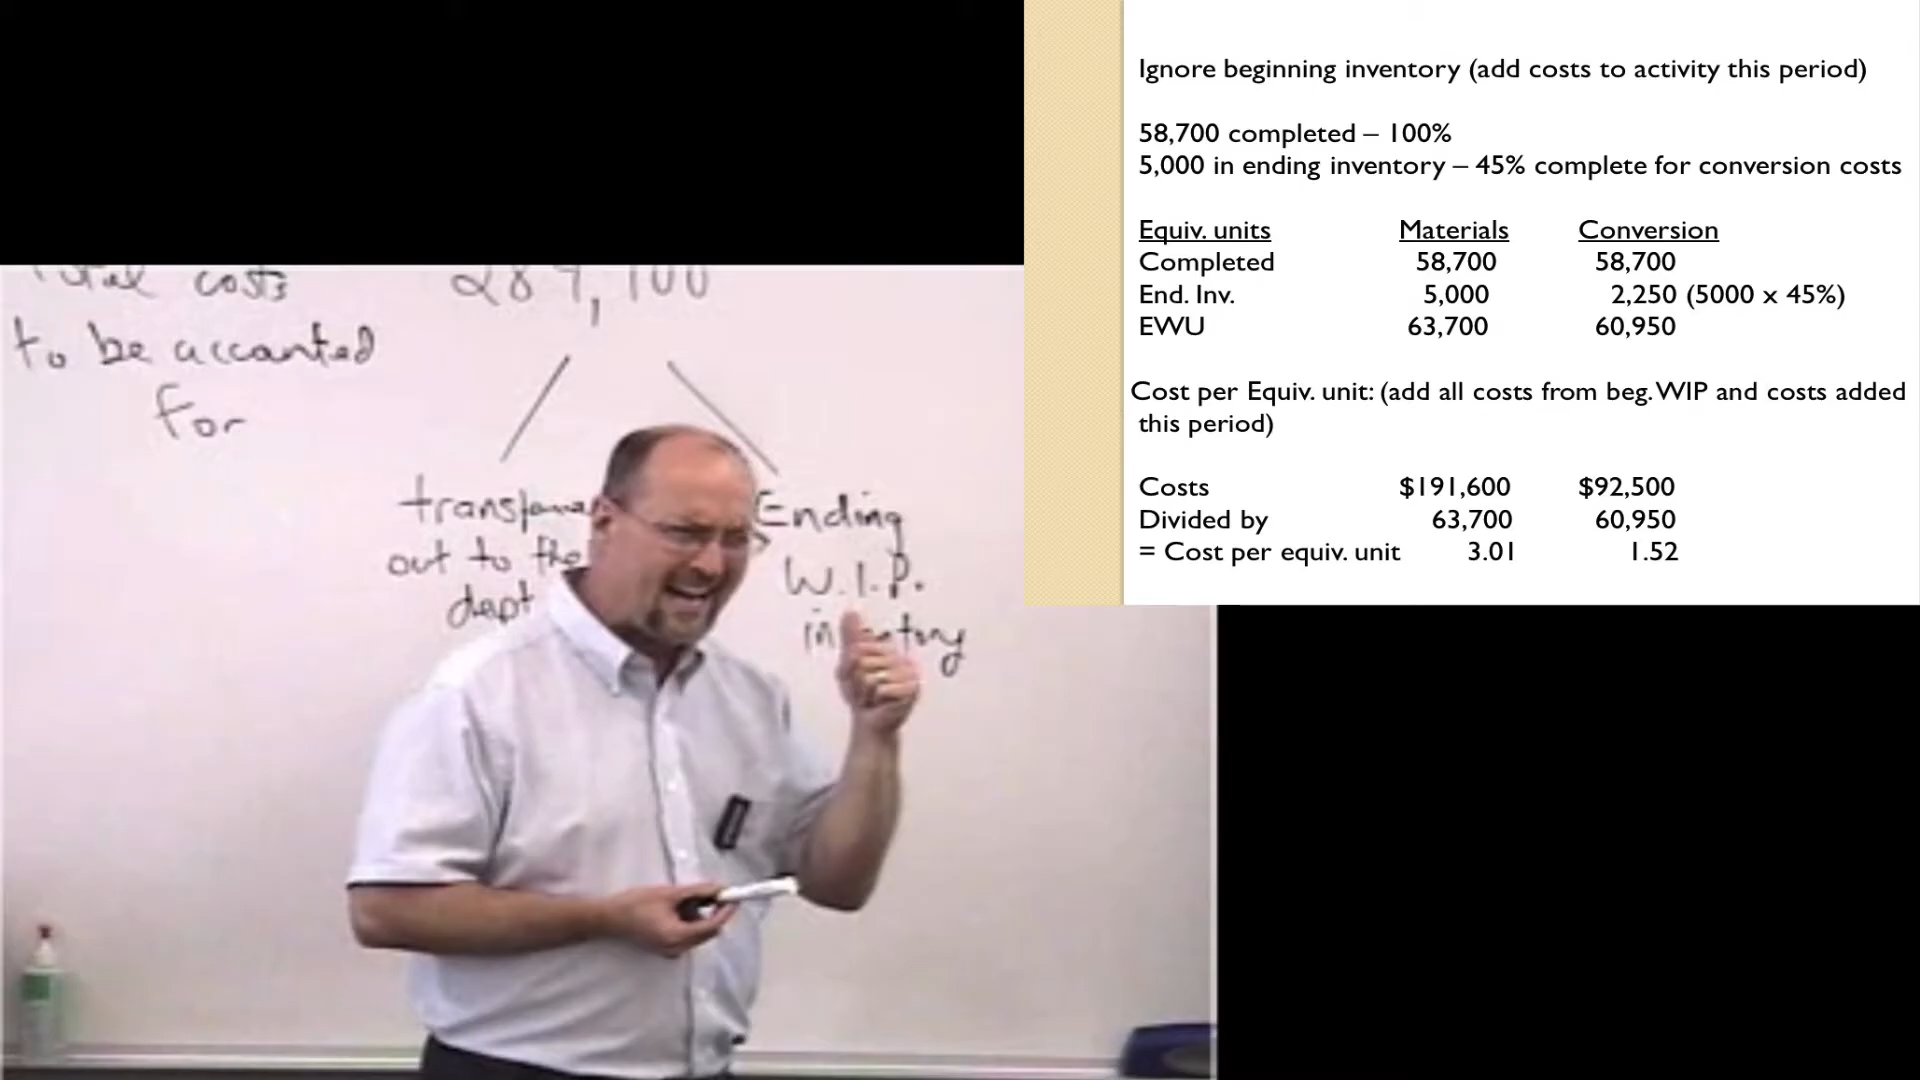 Ignore beginning inventory (add costs to activity this period)
58,700 completed – 100%
5,000 in ending inventory – 45% complete for conversion costs
Equiv. units Materials Conversion
Completed 58,700 58,700
End. Inv. 5,000 2,250 (5000 x 45%)
EWU 63,700 60,950
Cost per Equiv. unit: (add all costs from beg. WIP and costs added
this period)
Costs $191,600 $92,500
Divided by 63,700 60,950
= Cost per equiv. unit 3.01 1.52
Total costs
to be accounted
for
out to the
dept
Ending
W.I.P.